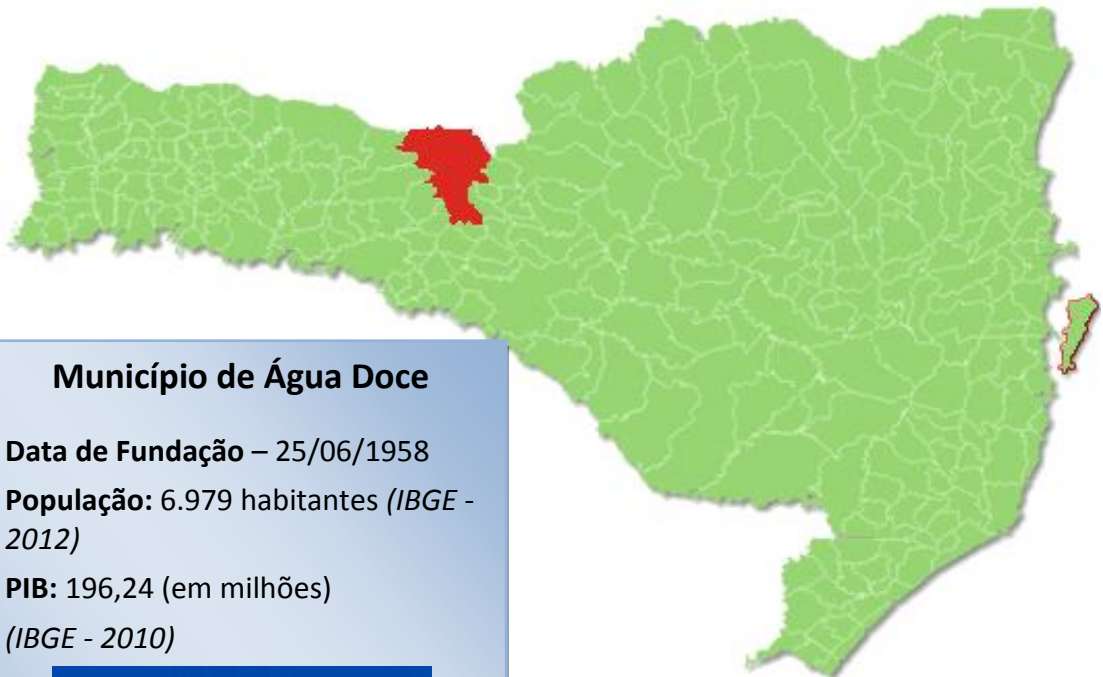 Município de Água Doce
Data de Fundação – 25/06/1958
População: 6.979 habitantes (IBGE -
2012)
PIB: 196,24 (em milhões)
(IBGE - 2010)